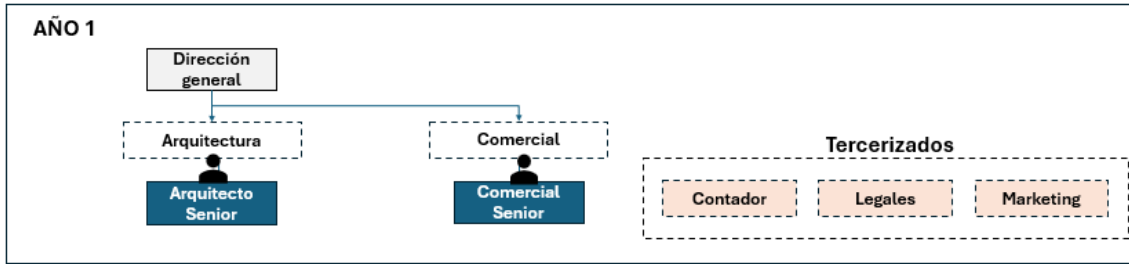 AÑO 1
Dirección
general
Arquitectura
Comercial
Arquitecto
Senior
Comercial
Senior
Tercerizados
Contador
Legales
Marketing